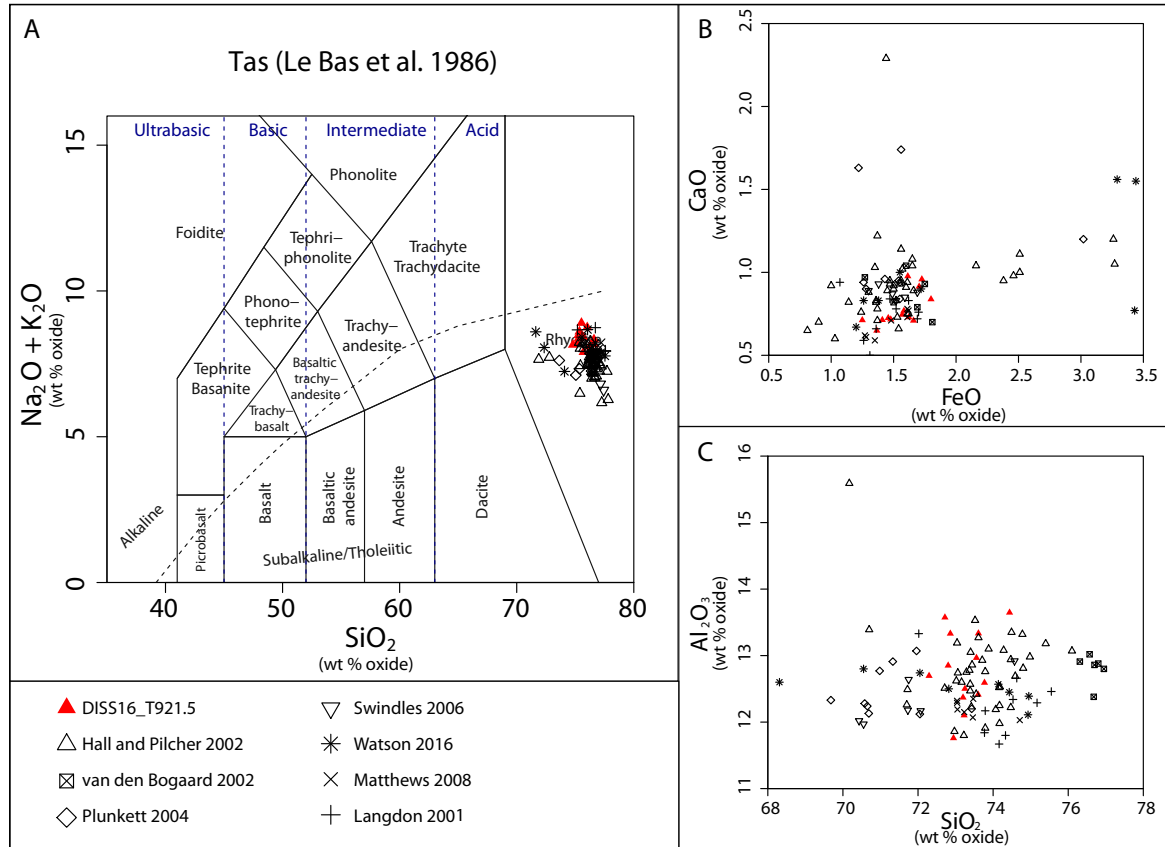 A
Tas (Le Bas et al. 1986)
Ultrabasic
Basic
Intermediate
Acid
Phonolite
Foidite
Tephri–
phonolite
Trachyte
Trachydacite
Phono–
tephrite
Trachy–
andesite
Tephrite
Basanite
Basaltic
trachy–
andesite
Trachy–
basalt
Rhy
Alkaline
Picrobasalt
Basalt
Basaltic
andesite
Andesite
Dacite
Subalkaline/Tholeiitic
0
5
10
15
Na₂O + K₂O
(wt % oxide)
40
50
60
70
80
SiO₂
(wt % oxide)
DISS16_T921.5
Hall and Pilcher 2002
van den Bogaard 2002
Plunkett 2004
Swindles 2006
Watson 2016
Matthews 2008
Langdon 2001
B
2.5
2.0
1.5
1.0
0.5
CaO
(wt % oxide)
0.5
1.0
1.5
2.0
2.5
3.0
3.5
FeO
(wt % oxide)
C
16
15
14
13
12
11
Al₂O₃
(wt % oxide)
68
70
72
74
76
78
SiO₂
(wt % oxide)